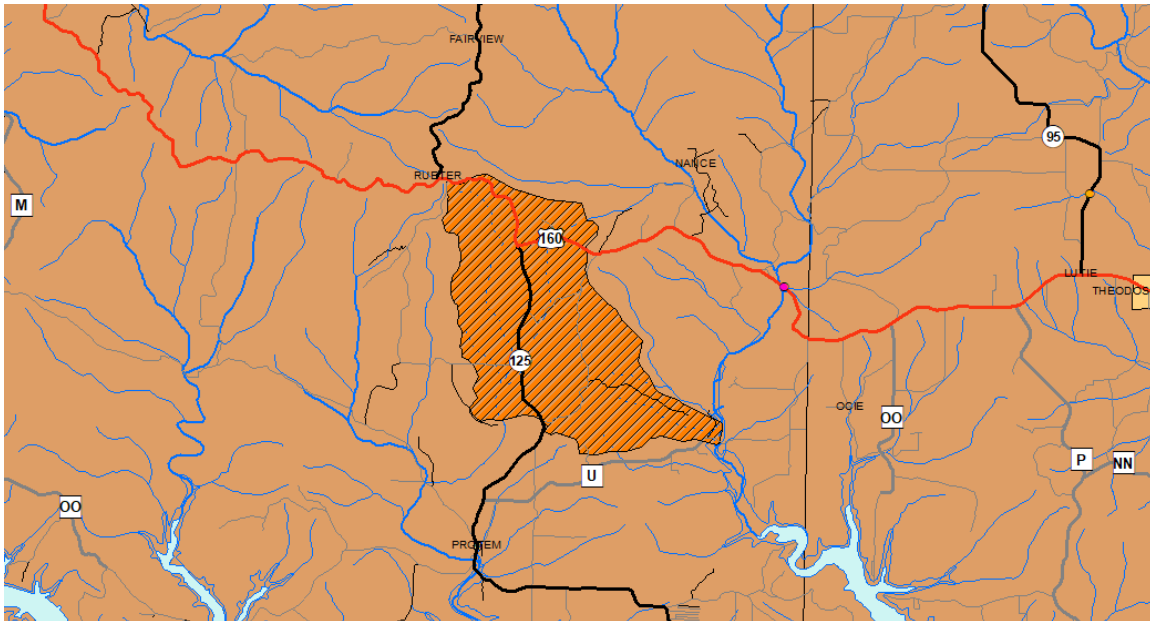 FAIRVIEW
95
NANCE
RUETER
M
160
LUTIE
THEODOS
125
OCIE
OO
P
NN
U
OO
PROTEM